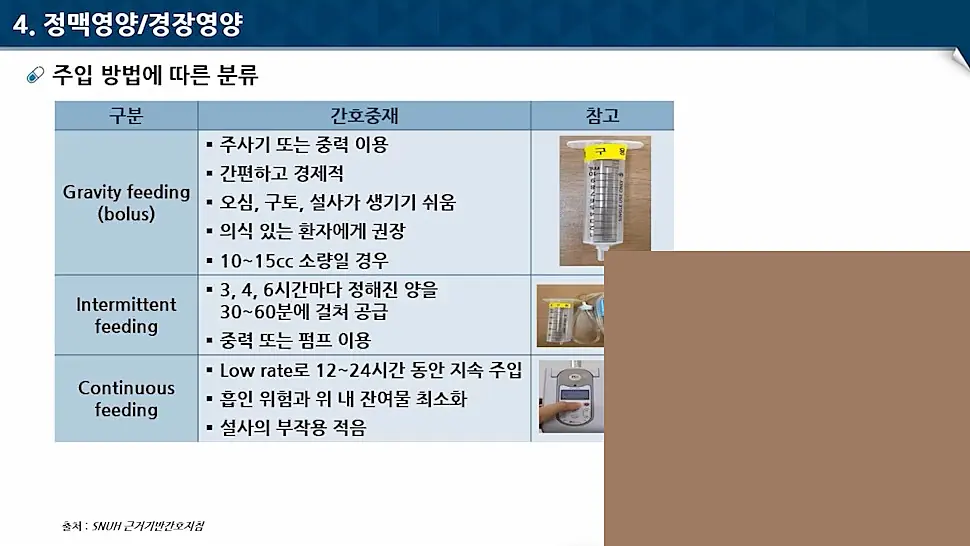 4. 정맥영양/경장영양
주입 방법에 따른 분류
구분
간호중재
참고
Gravity feeding
(bolus)
▪ 주사기 또는 중력 이용
▪ 간편하고 경제적
▪ 오심, 구토, 설사가 생기기 쉬움
▪ 의식 있는 환자에게 권장
▪ 10~15cc 소량일 경우
구 용
Intermittent
feeding
▪ 3, 4, 6시간마다 정해진 양을
30~60분에 걸쳐 공급
▪ 중력 또는 펌프 이용
Continuous
feeding
▪ Low rate로 12~24시간 동안 지속 주입
▪ 흡인 위험과 위 내 잔여물 최소화
▪ 설사의 부작용 적음
출처 : SNUH 근거기반간호지침